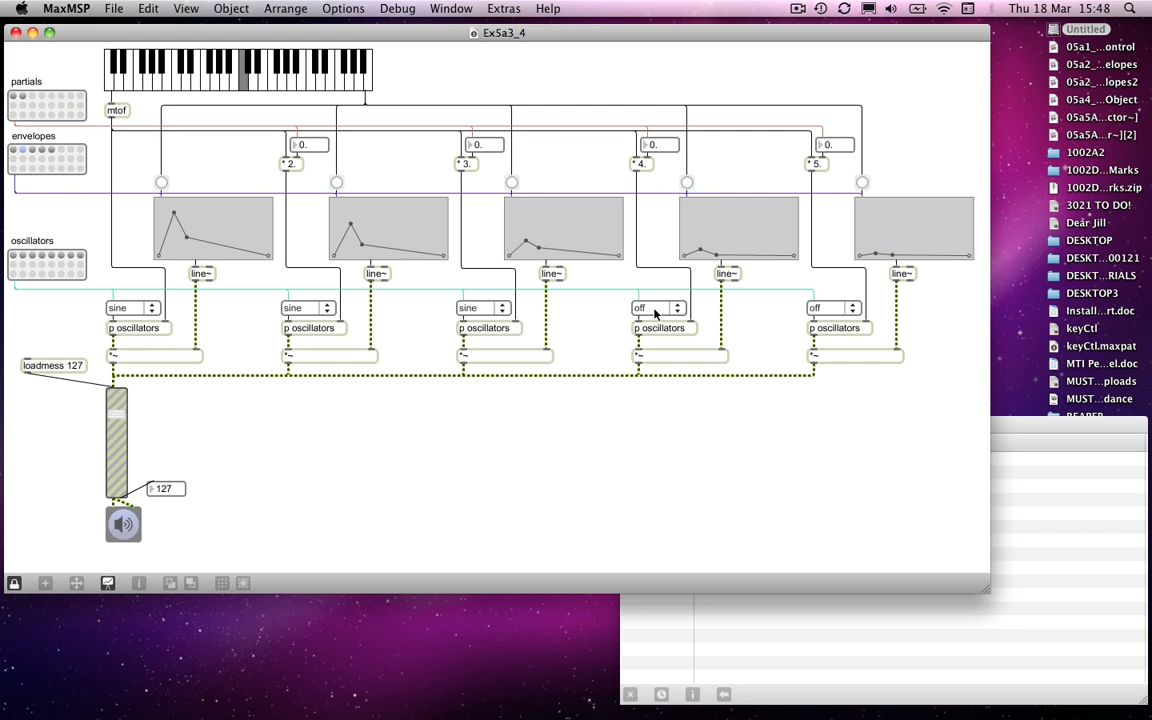 MaxMSP File Edit View Object Arrange Options Debug Window Extras Help Thu 18 Mar 15:48
Ex5a3_4
partials
mtof
envelopes
0. 0. 0. 0.
* 2. * 3. * 4. * 5.
oscillators
line~ line~ line~ line~ line~
sine sine sine off off
p oscillators p oscillators p oscillators p oscillators p oscillators
*~ *~ *~ *~ *~
loadmess 127
127
Untitled
05a1_...ontrol
05a2_...elopes
05a2_...lopes2
05a4_...Object
05a5A...ctor~]
05a5A...r~][2]
1002A2
1002D...Marks
1002D...rks.zip
3021 TO DO!
Dear Jill
DESKTOP
DESKT...00121
DESKT...RIALS
DESKTOP3
Install...rt.doc
keyCtl
keyCtl.maxpat
MTI Pe...el.doc
MUST...ploads
MUST...dance
REAPER